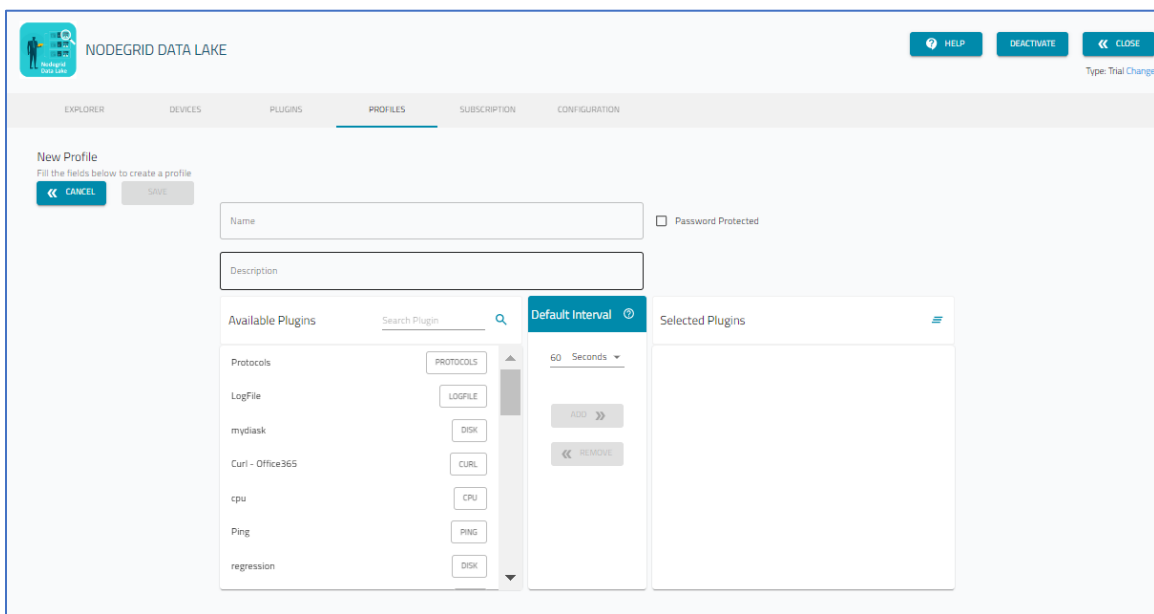 NODEGRID DATA LAKE
Nodegrid
Data Lake
HELP
DEACTIVATE
CLOSE
Type: Trial Change
EXPLORER DEVICES PLUGINS PROFILES SUBSCRIPTION CONFIGURATION
New Profile
Fill the fields below to create a profile
CANCEL SAVE
Name
Password Protected
Description
Available Plugins Search Plugin
Default Interval
Selected Plugins
60 Seconds
Protocols PROTOCOLS
LogFile LOGFILE
ADD
mydiask DISK
REMOVE
Curl - Office365 CURL
cpu CPU
Ping PING
regression DISK